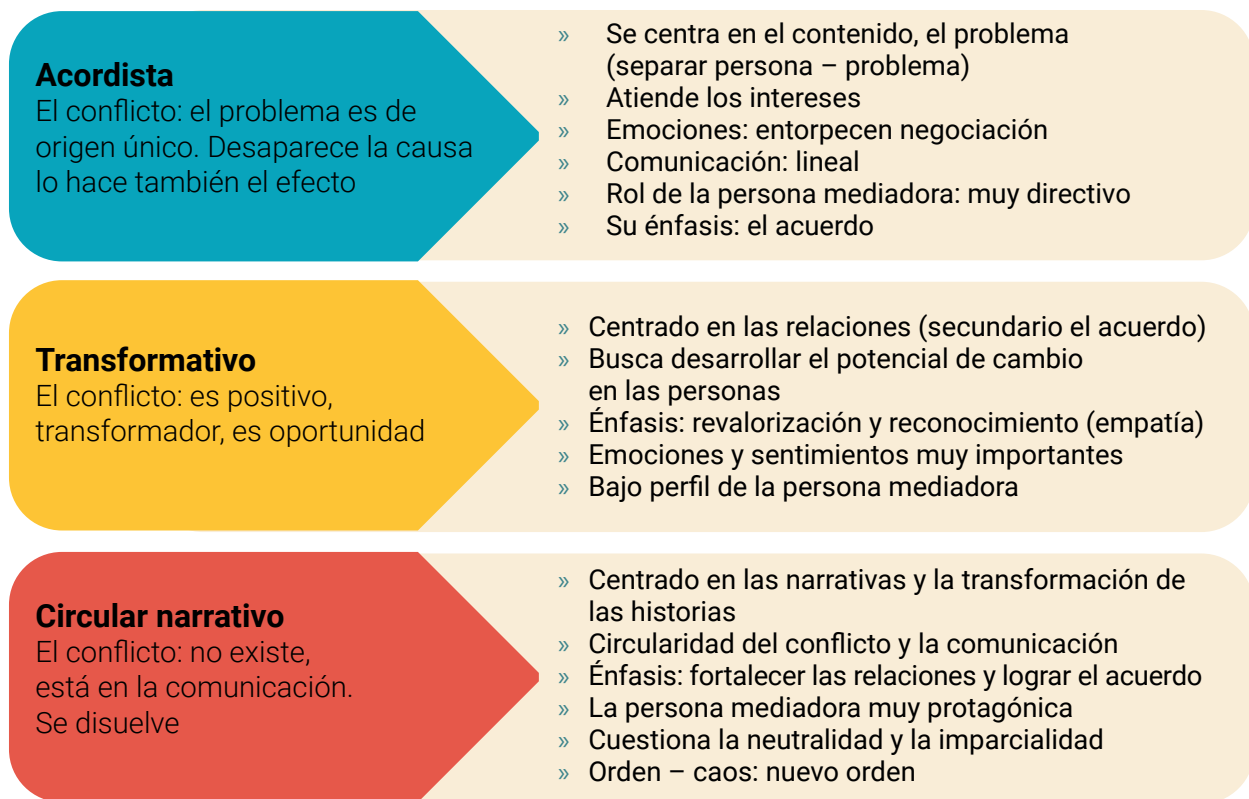 Acordista
El conflicto: el problema es de
origen único. Desaparece la causa
lo hace también el efecto
» Se centra en el contenido, el problema
(separar persona – problema)
» Atiende los intereses
» Emociones: entorpecen negociación
» Comunicación: lineal
» Rol de la persona mediadora: muy directivo
» Su énfasis: el acuerdo
Transformativo
El conflicto: es positivo,
transformador, es oportunidad
» Centrado en las relaciones (secundario el acuerdo)
» Busca desarrollar el potencial de cambio
en las personas
» Énfasis: revalorización y reconocimiento (empatía)
» Emociones y sentimientos muy importantes
» Bajo perfil de la persona mediadora
Circular narrativo
El conflicto: no existe,
está en la comunicación.
Se disuelve
» Centrado en las narrativas y la transformación de
las historias
» Circularidad del conflicto y la comunicación
» Énfasis: fortalecer las relaciones y lograr el acuerdo
» La persona mediadora muy protagónica
» Cuestiona la neutralidad y la imparcialidad
» Orden – caos: nuevo orden